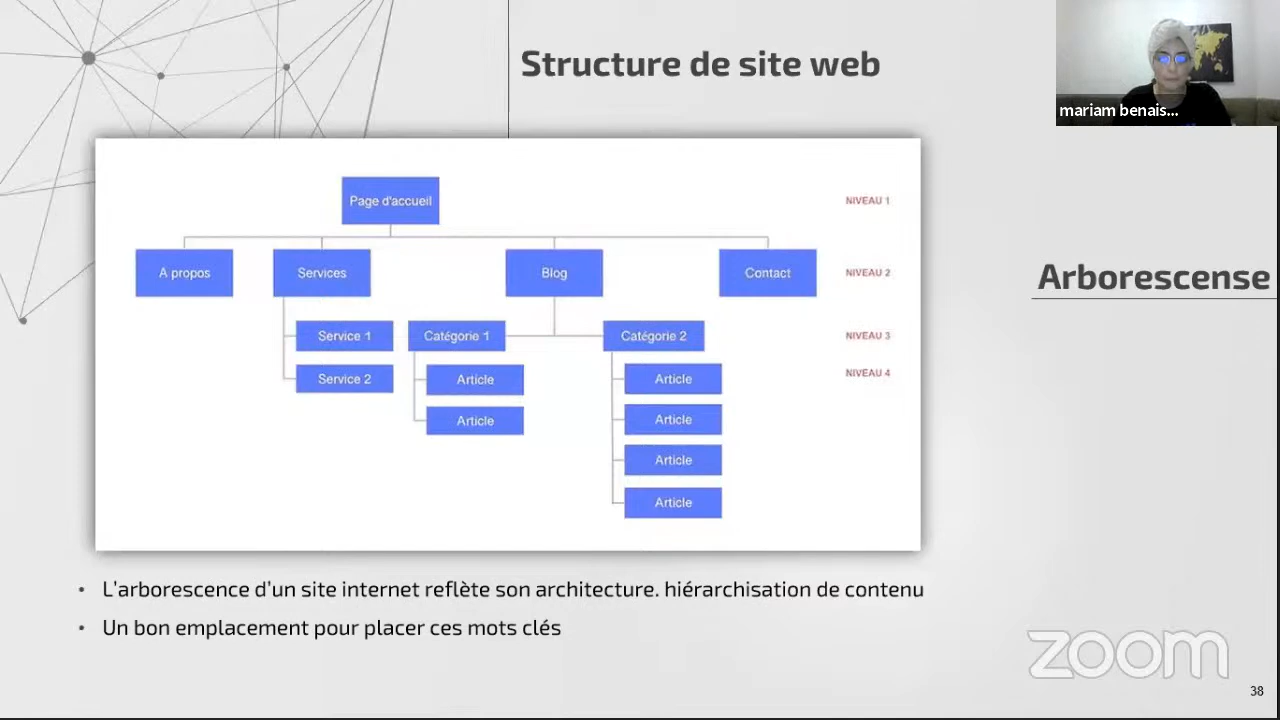 Structure de site web
mariam benais...
Page d'accueil
NIVEAU 1
A propos
Services
Blog
Contact
NIVEAU 2
Service 1
Catégorie 1
Catégorie 2
NIVEAU 3
Service 2
Article
Article
NIVEAU 4
Article
Article
Article
Article
Arborescense
• L'arborescence d'un site internet reflète son architecture. hiérarchisation de contenu
• Un bon emplacement pour placer ces mots clés
zoom
38